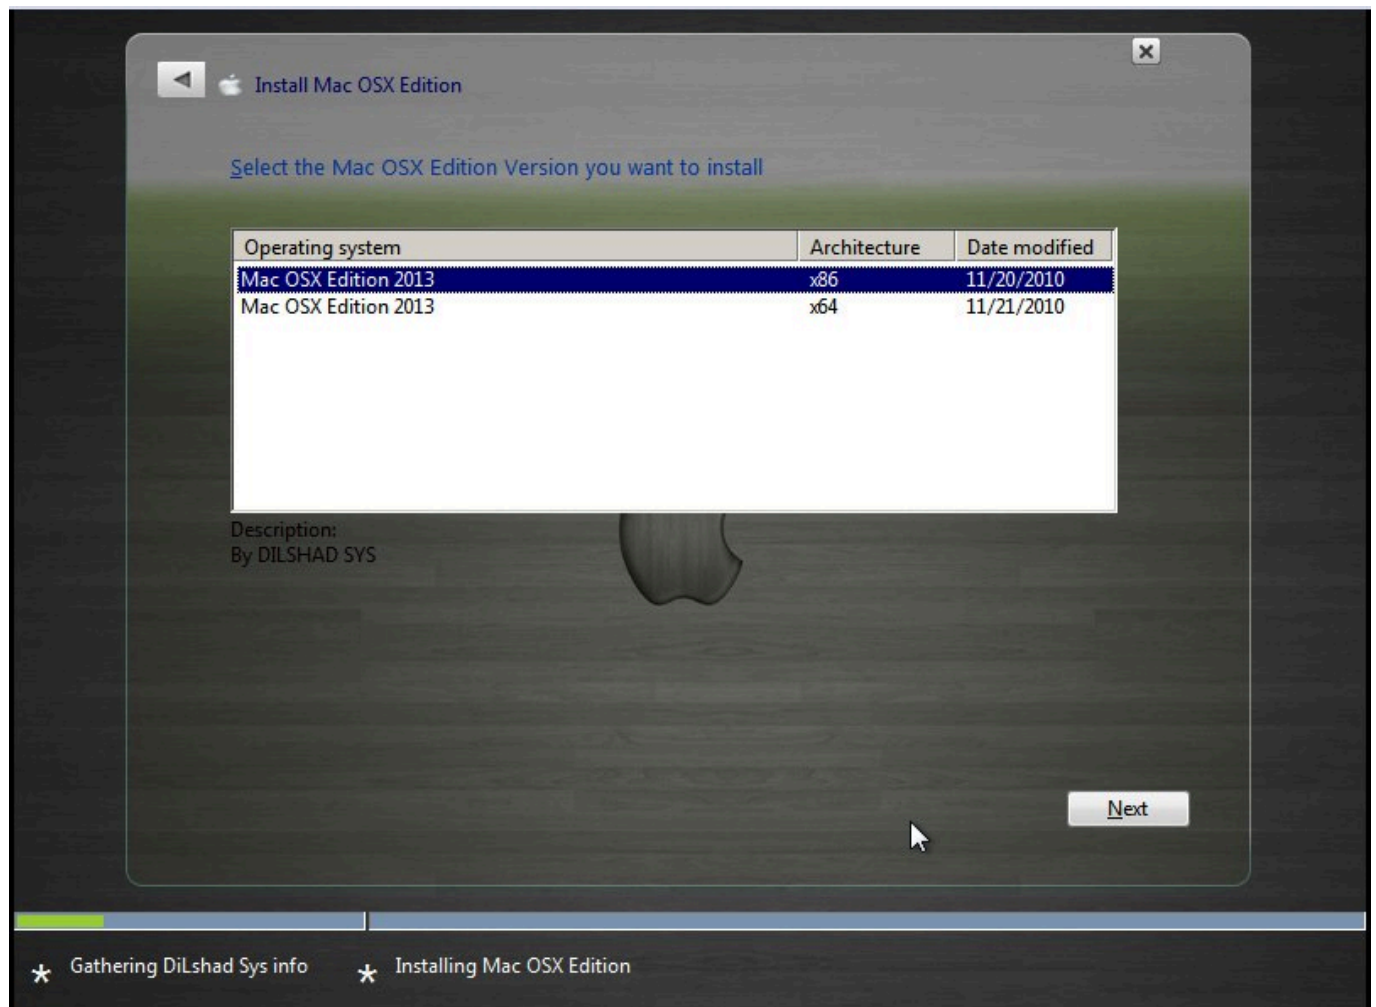 Install Mac OSX Edition
Select the Mac OSX Edition Version you want to install
Operating system Architecture Date modified
Mac OSX Edition 2013 x86 11/20/2010
Mac OSX Edition 2013 x64 11/21/2010
Description:
By DILSHAD SYS
Next
* Gathering DiLshad Sys info * Installing Mac OSX Edition